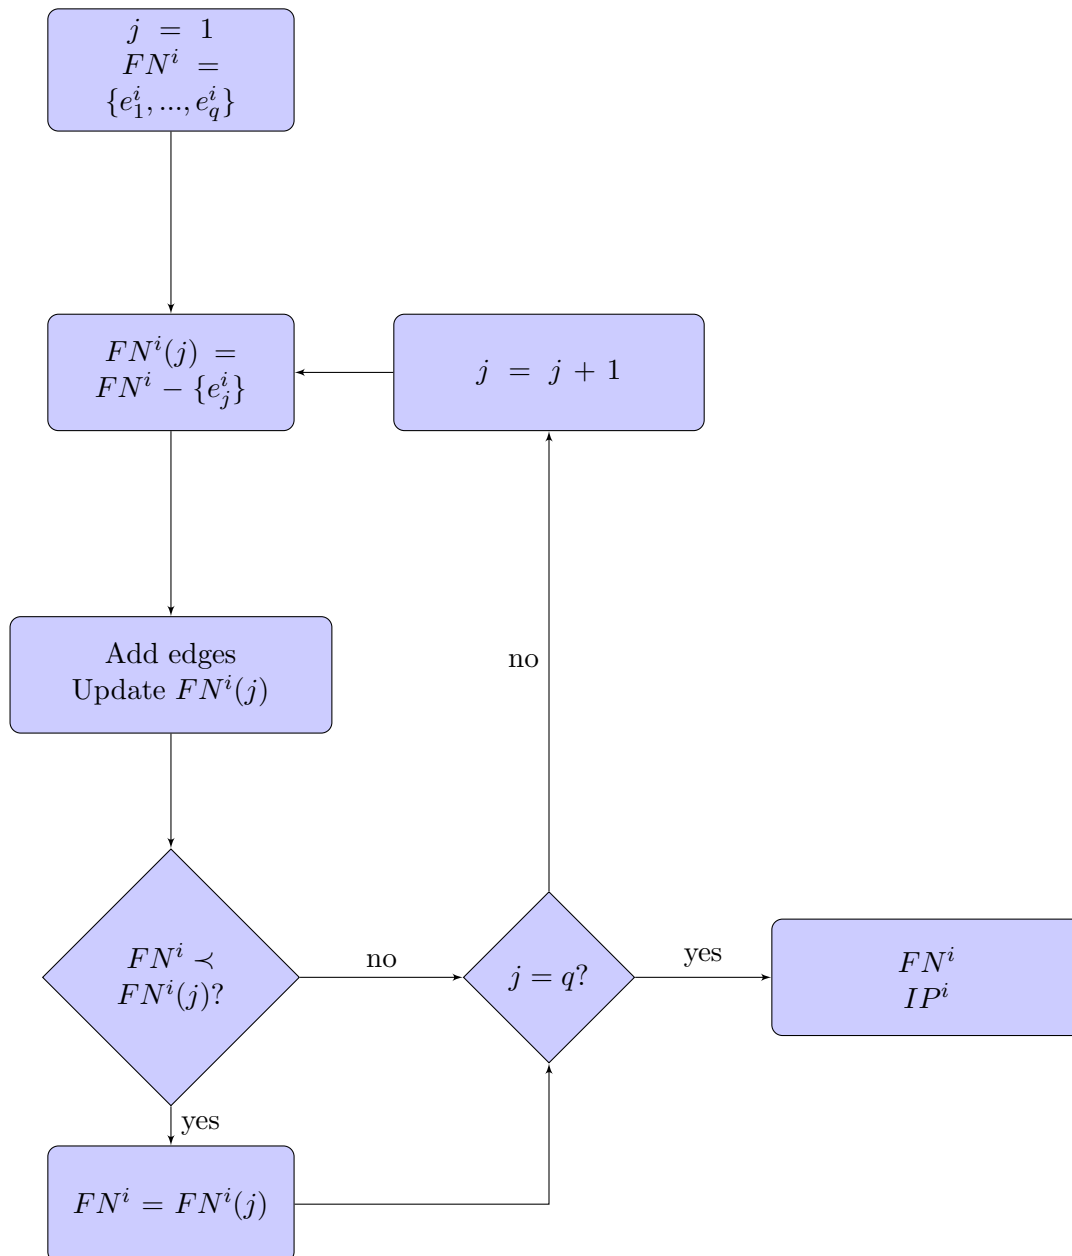 j = 1
FN^i =
{e_1^i, ..., e_q^i}
FN^i(j) =
FN^i − {e_j^i}
j = j + 1
Add edges
Update FN^i(j)
no
FN^i ≺
FN^i(j)?
no
j = q?
yes
FN^i
IP^i
yes
FN^i = FN^i(j)